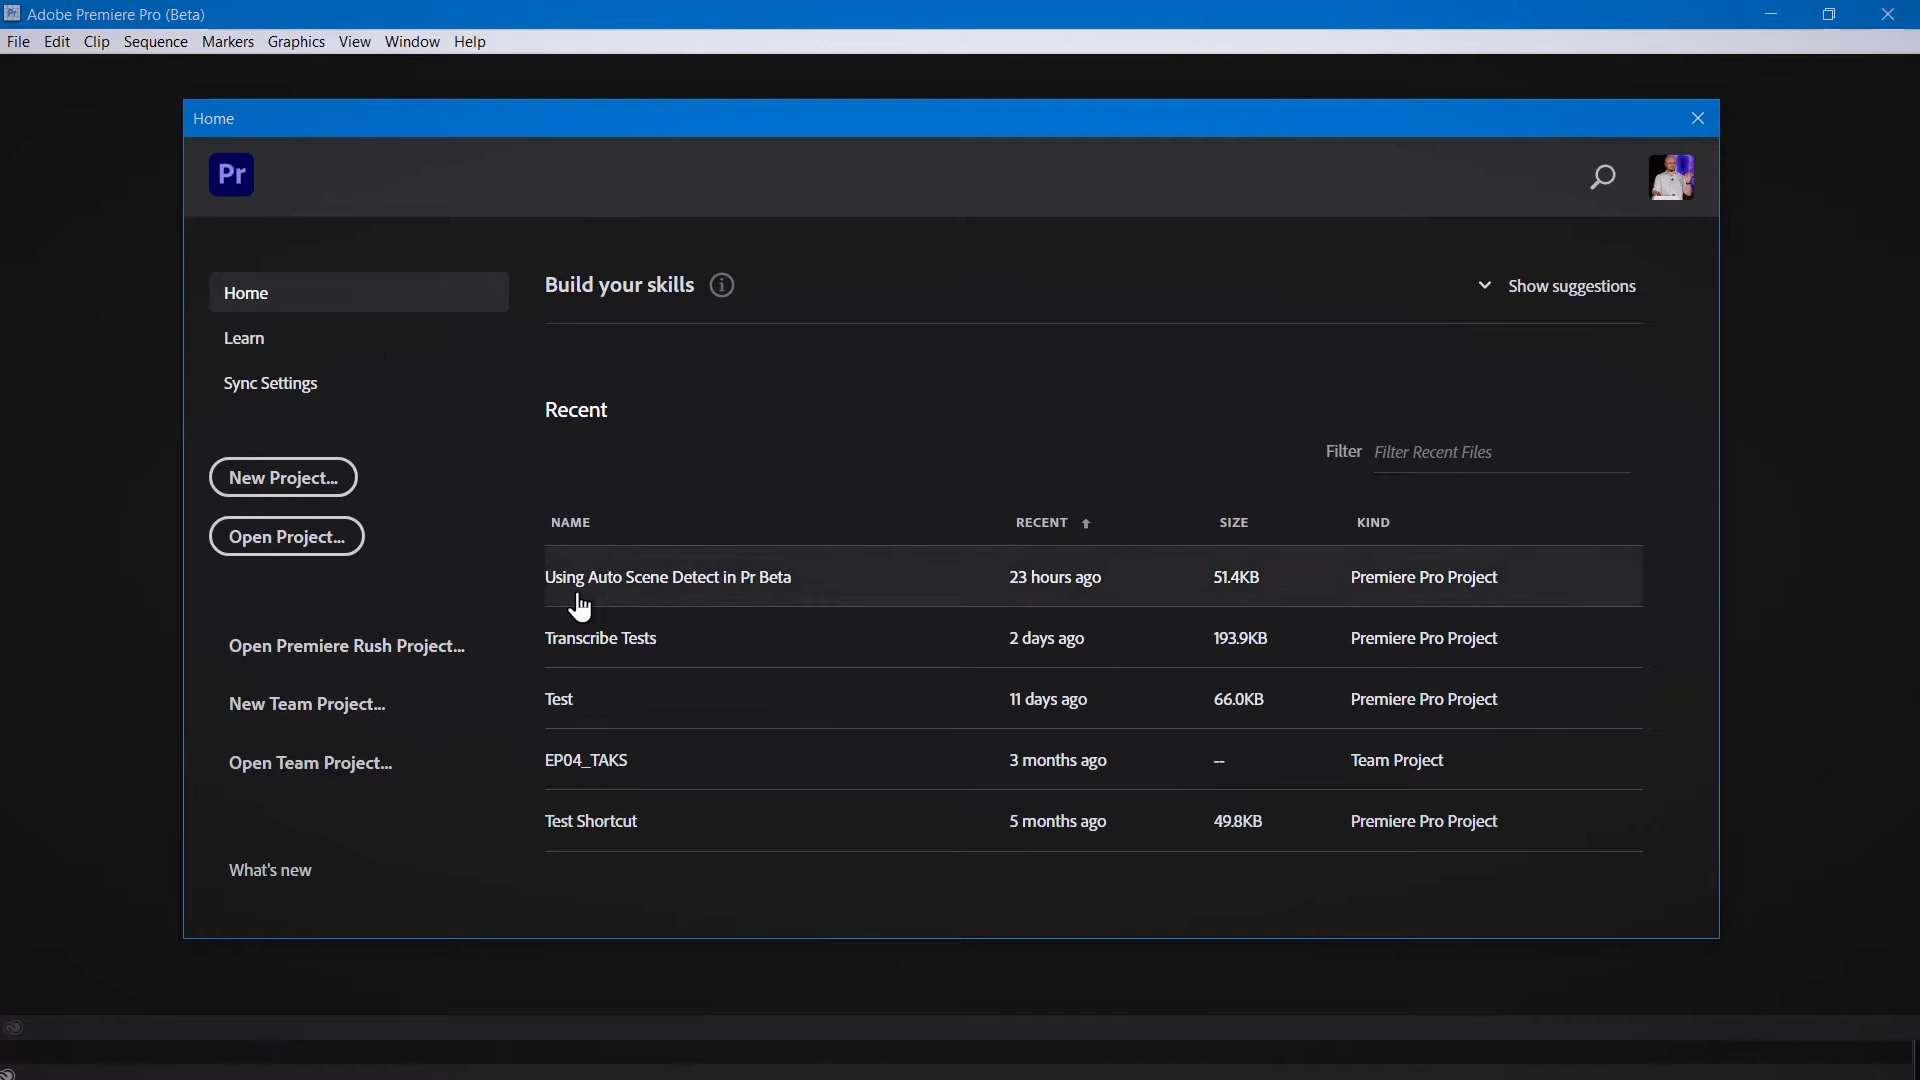 Adobe Premiere Pro (Beta)
File Edit Clip Sequence Markers Graphics View Window Help
Home
Pr
Home
Learn
Sync Settings
New Project...
Open Project...
Open Premiere Rush Project...
New Team Project...
Open Team Project...
What's new
Build your skills
Show suggestions
Recent
Filter Filter Recent Files
NAME RECENT SIZE KIND
Using Auto Scene Detect in Pr Beta 23 hours ago 51.4KB Premiere Pro Project
Transcribe Tests 2 days ago 193.9KB Premiere Pro Project
Test 11 days ago 66.0KB Premiere Pro Project
EP04_TAKS 3 months ago -- Team Project
Test Shortcut 5 months ago 49.8KB Premiere Pro Project